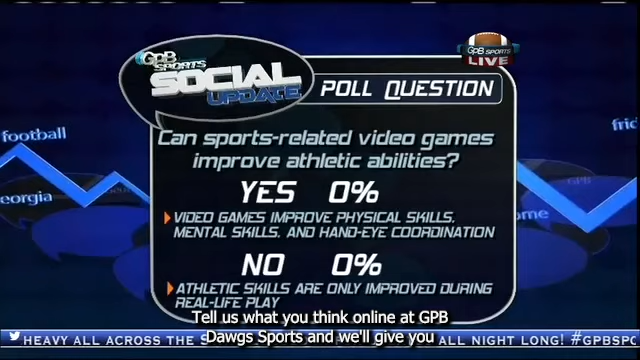 GPB SPORTS
SOCIAL
UPDATE
POLL QUESTION
GPB SPORTS
LIVE
football
eorgia
Can sports-related video games
improve athletic abilities?
YES 0%
VIDEO GAMES IMPROVE PHYSICAL SKILLS,
MENTAL SKILLS, AND HAND-EYE COORDINATION
NO 0%
ATHLETIC SKILLS ARE ONLY IMPROVED DURING
REAL-LIFE PLAY
Tell us what you think online at GPB
Dawgs Sports and we'll give you
HEAVY ALL ACROSS THE S
ALL NIGHT LONG! #GPBSPO